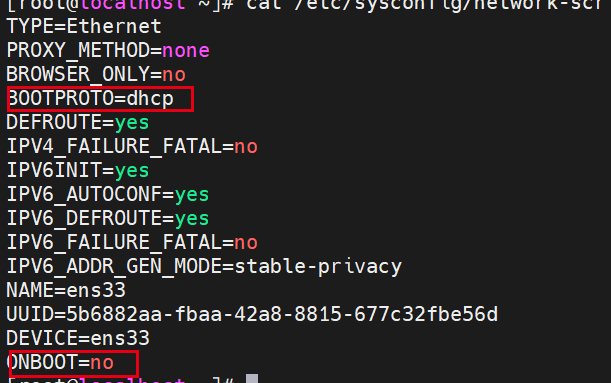 [root@localhost ~]# cat /etc/sysconfig/network-scr
TYPE=Ethernet
PROXY_METHOD=none
BROWSER_ONLY=no
BOOTPROTO=dhcp
DEFROUTE=yes
IPV4_FAILURE_FATAL=no
IPV6INIT=yes
IPV6_AUTOCONF=yes
IPV6_DEFROUTE=yes
IPV6_FAILURE_FATAL=no
IPV6_ADDR_GEN_MODE=stable-privacy
NAME=ens33
UUID=5b6882aa-fbaa-42a8-8815-677c32fbe56d
DEVICE=ens33
ONBOOT=no
[root@localhost ~]#